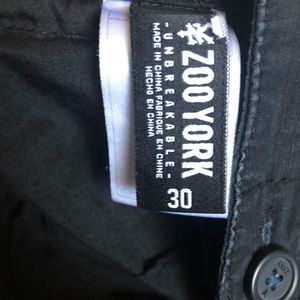 ZOO YORK
-UNBREAKABLE-
MADE IN CHINA FABRIQUE EN CHINE
HECHO EN CHINA
30